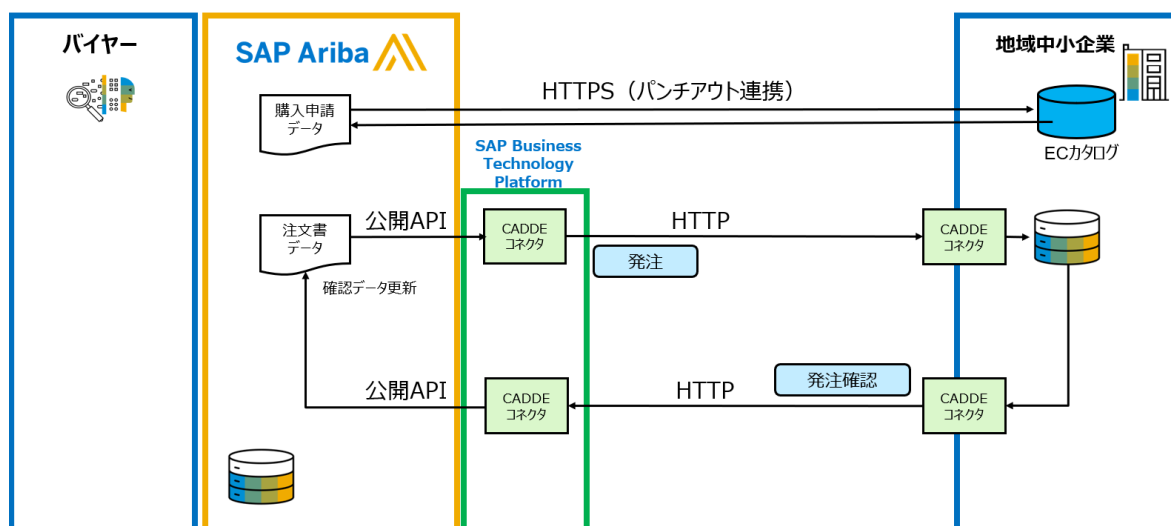 バイヤー
SAP Ariba
地域中小企業
HTTPS（パンチアウト連携）
購入申請
データ
ECカタログ
SAP Business
Technology
Platform
注文書
データ
公開API
CADDE
コネクタ
HTTP
CADDE
コネクタ
発注
確認データ更新
公開API
CADDE
コネクタ
HTTP
発注確認
CADDE
コネクタ